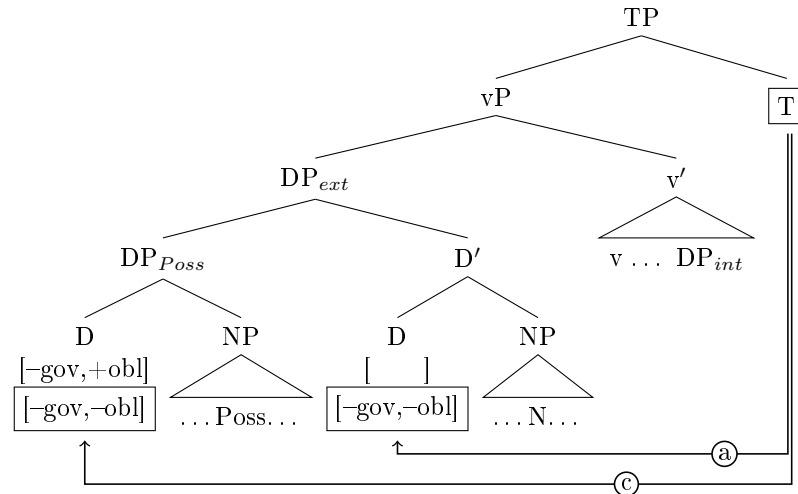 TP
vP T
DP_ext v′
DP_Poss D′ v … DP_int
D NP D NP
[–gov,+obl] [ ]
[–gov,–obl] …Poss… [–gov,–obl] …N…
a
c